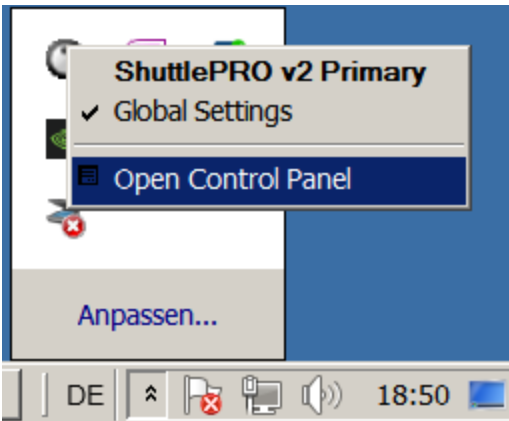 ShuttlePRO v2 Primary
Global Settings
Open Control Panel
Anpassen...
DE
18:50